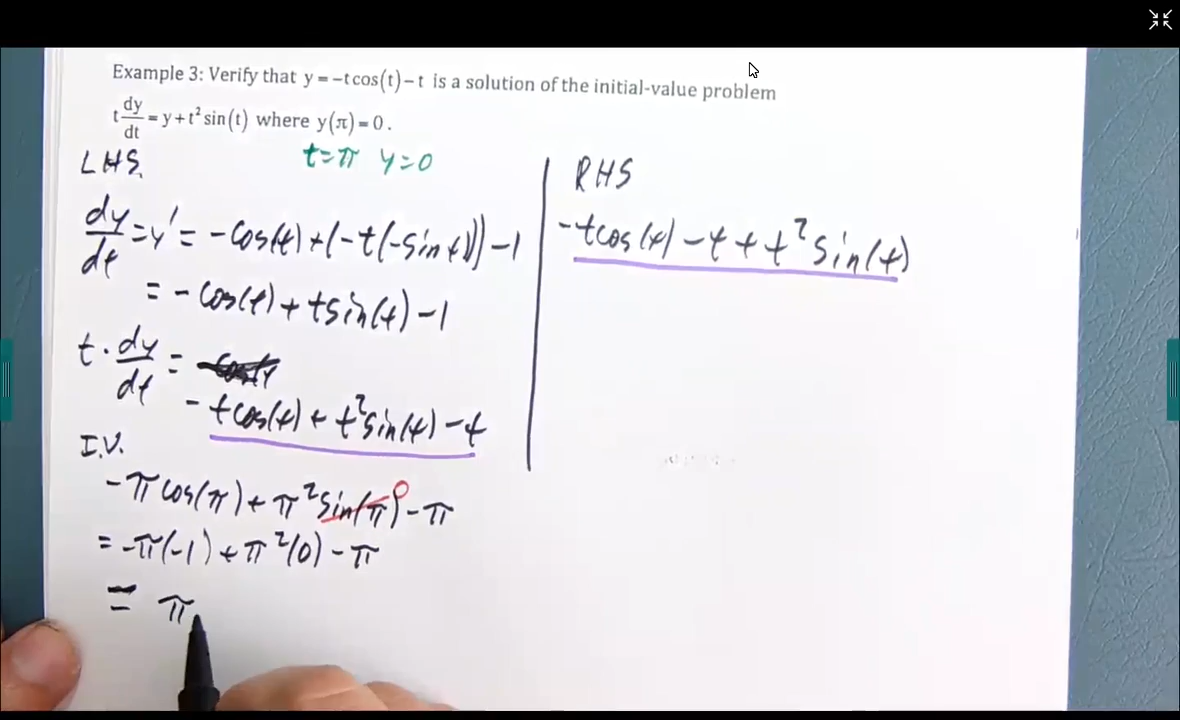 Example 3: Verify that y = −t cos(t) − t is a solution of the initial-value problem
t dy/dt = y + t² sin(t) where y(π) = 0.
t=π y=0
LHS.
dy/dt = y' = -cos(t) + (-t(-sin t)) - 1
= -cos(t) + t sin(t) - 1
t · dy/dt =
- t cos(t) + t² sin(t) - t
I.V.
-π cos(π) + π² sin(π) 0 - π
= -π(-1) + π²(0) - π
= π
RHS
-t cos(t) - t + t² sin(t)